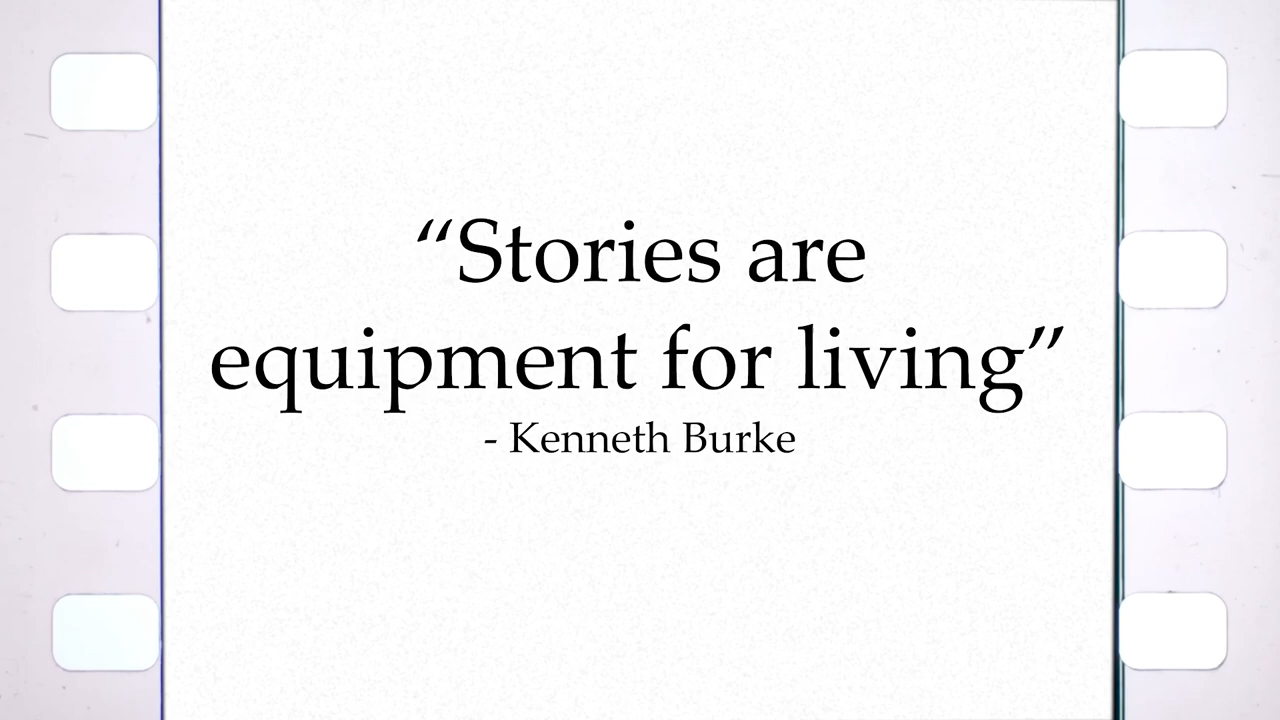 “Stories are
equipment for living”
- Kenneth Burke